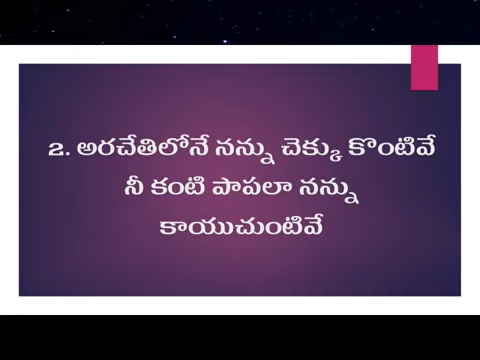 2. అరచేతిలోనే నన్ను చెక్కు కొంటివే
నీ కంటి పాపలా నన్ను
కాయుచుంటివే